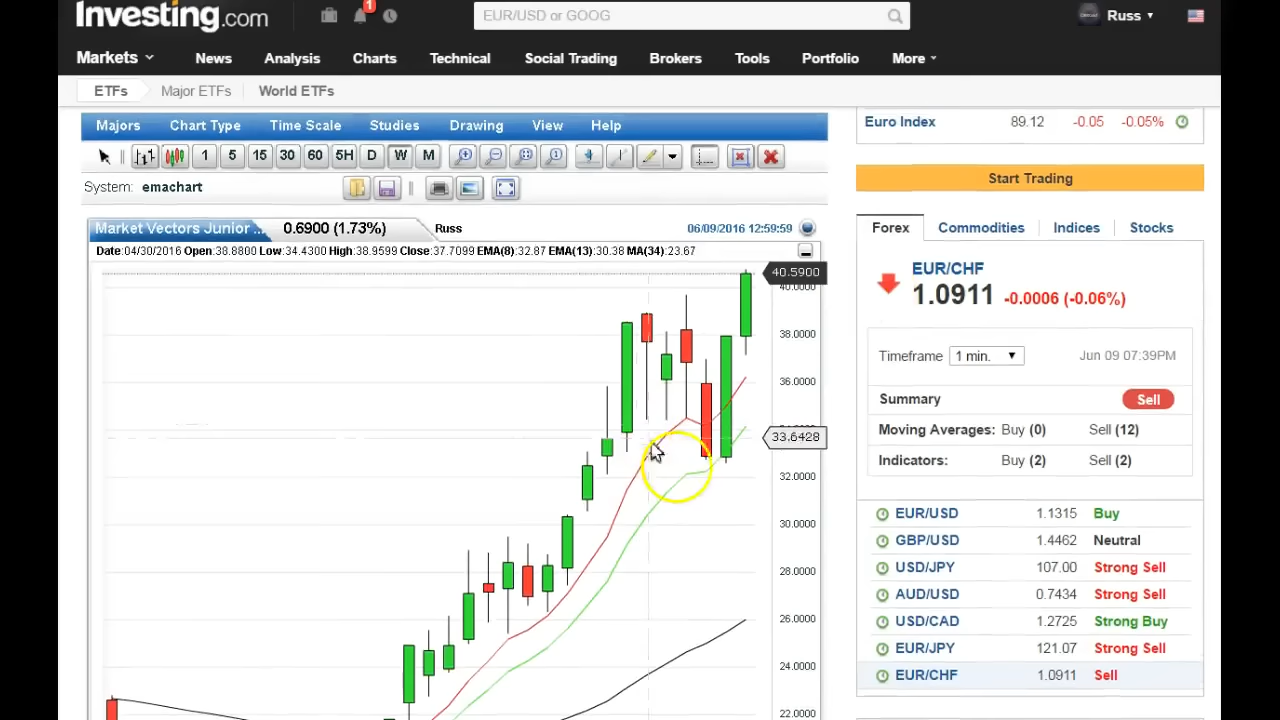 Investing.com
1
EUR/USD or GOOG
Russ
Markets News Analysis Charts Technical Social Trading Brokers Tools Portfolio More
ETFs Major ETFs World ETFs
Majors Chart Type Time Scale Studies Drawing View Help
1 5 15 30 60 5H D W M
System: emachart
Market Vectors Junior ... 0.6900 (1.73%) Russ 06/09/2016 12:59:59
Date:04/30/2016 Open:38.8800 Low:34.4300 High:38.9599 Close:37.7099 EMA(8):32.87 EMA(13):30.38 MA(34):23.67
40.5900
40.0000
38.0000
36.0000
33.6428
32.0000
30.0000
28.0000
26.0000
24.0000
22.0000
Euro Index 89.12 -0.05 -0.05%
Start Trading
Forex Commodities Indices Stocks
EUR/CHF
1.0911 -0.0006 (-0.06%)
Timeframe 1 min. Jun 09 07:39PM
Summary Sell
Moving Averages: Buy (0) Sell (12)
Indicators: Buy (2) Sell (2)
EUR/USD 1.1315 Buy
GBP/USD 1.4462 Neutral
USD/JPY 107.00 Strong Sell
AUD/USD 0.7434 Strong Sell
USD/CAD 1.2725 Strong Buy
EUR/JPY 121.07 Strong Sell
EUR/CHF 1.0911 Sell